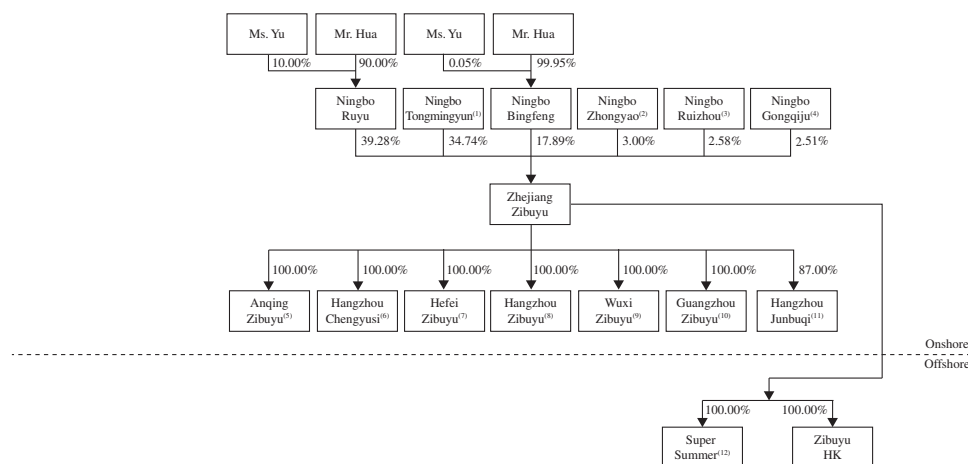 Ms. Yu Mr. Hua Ms. Yu Mr. Hua
10.00% 90.00% 0.05% 99.95%
Ningbo Ningbo Ningbo Ningbo Ningbo Ningbo
Ruyu Tongmingyun(1) Bingfeng Zhongyao(2) Ruizhou(3) Gongqiju(4)
39.28% 34.74% 17.89% 3.00% 2.58% 2.51%
Zhejiang
Zibuyu
100.00% 100.00% 100.00% 100.00% 100.00% 100.00% 87.00%
Anqing Hangzhou Hefei Hangzhou Wuxi Guangzhou Hangzhou
Zibuyu(5) Chengyusi(6) Zibuyu(7) Zibuyu(8) Zibuyu(9) Zibuyu(10) Junbuqi(11)
Onshore
Offshore
100.00% 100.00%
Super Zibuyu
Summer(12) HK